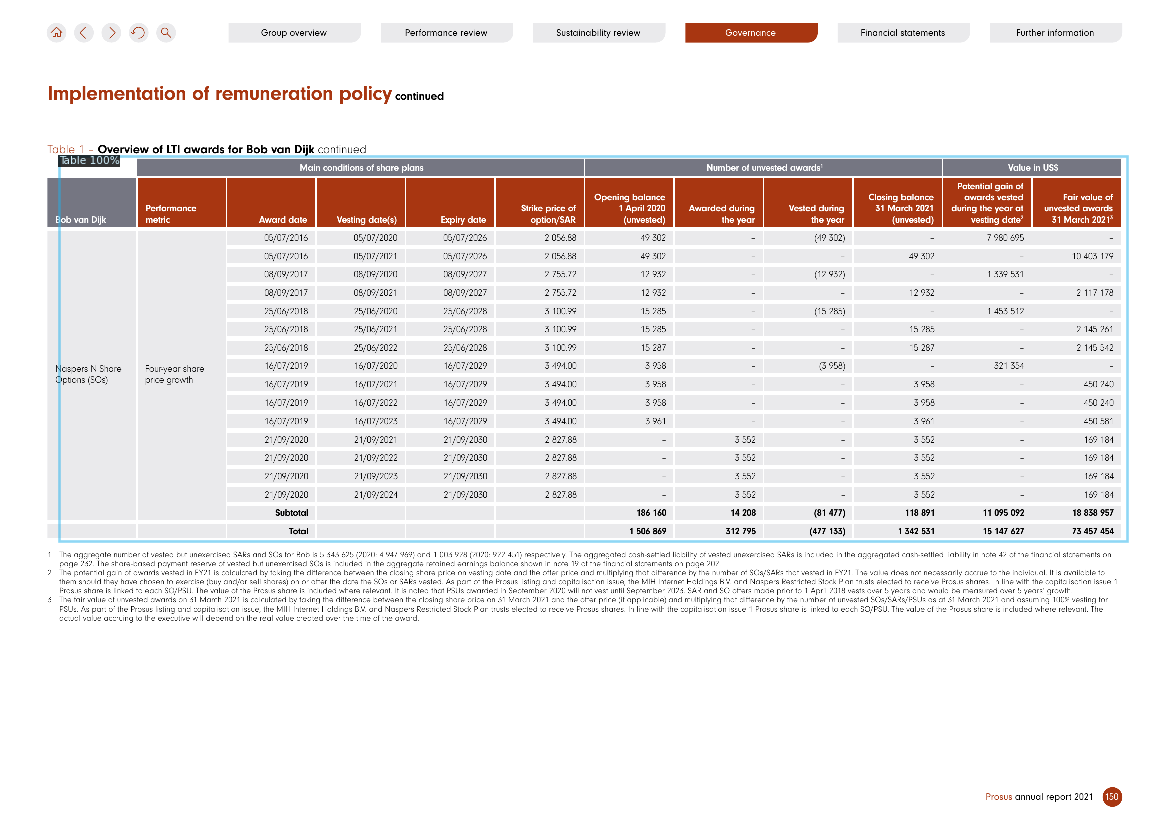 Group overview
Performance review
Sustainability review
Governance
Financial statements
Further information
Implementation of remuneration policy continued
Table 1 – Overview of LTI awards for Bob van Dijk continued
Table 100%
Main conditions of share plans Number of unvested awards¹ Value in US$
Bob van Dijk Performance metric Award date Vesting date(s) Expiry date Strike price of option/SAR Opening balance 1 April 2020 (unvested) Awarded during the year Vested during the year Closing balance 31 March 2021 (unvested) Potential gain of awards vested during the year at vesting date² Fair value of unvested awards 31 March 2021³
Naspers N Share Options (SOs) Four-year share price growth
05/07/2016 05/07/2020 05/07/2026 2 056.88 49 302 – (49 302) – 7 980 695 –
05/07/2016 05/07/2021 05/07/2026 2 056.88 49 302 – – 49 302 – 10 403 179
08/09/2017 08/09/2020 08/09/2027 2 755.72 12 932 – (12 932) – 1 339 531 –
08/09/2017 08/09/2021 08/09/2027 2 755.72 12 932 – – 12 932 – 2 117 178
25/06/2018 25/06/2020 25/06/2028 3 100.99 15 285 – (15 285) – 1 453 512 –
25/06/2018 25/06/2021 25/06/2028 3 100.99 15 285 – – 15 285 – 2 145 261
25/06/2018 25/06/2022 25/06/2028 3 100.99 15 287 – – 15 287 – 2 145 542
16/07/2019 16/07/2020 16/07/2029 3 494.00 3 958 – (3 958) – 321 354 –
16/07/2019 16/07/2021 16/07/2029 3 494.00 3 958 – – 3 958 – 450 240
16/07/2019 16/07/2022 16/07/2029 3 494.00 3 958 – – 3 958 – 450 240
16/07/2019 16/07/2023 16/07/2029 3 494.00 3 961 – – 3 961 – 450 581
21/09/2020 21/09/2021 21/09/2030 2 827.88 – 3 552 – 3 552 – 169 184
21/09/2020 21/09/2022 21/09/2030 2 827.88 – 3 552 – 3 552 – 169 184
21/09/2020 21/09/2023 21/09/2030 2 827.88 – 3 552 – 3 552 – 169 184
21/09/2020 21/09/2024 21/09/2030 2 827.88 – 3 552 – 3 552 – 169 184
Subtotal 186 160 14 208 (81 477) 118 891 11 095 092 18 838 957
Total 1 506 869 312 795 (477 133) 1 342 531 15 147 627 73 457 454
1 The aggregate number of vested but unexercised SARs and SOs for Bob is 5 343 625 (2020: 4 947 969) and 1 003 928 (2020: 922 451) respectively. The aggregated cash-settled liability of vested unexercised SARs is included in the aggregated cash-settled liability in note 42 of the financial statements on
page 232. The share-based payment reserve of vested but unexercised SOs is included in the aggregate retained earnings balance shown in note 19 of the financial statements on page 207.
2 The potential gain of awards vested in FY21 is calculated by taking the difference between the closing share price on vesting date and the offer price and multiplying that difference by the number of SOs/SARs that vested in FY21. The value does not necessarily accrue to the individual. It is available to
them should they have chosen to exercise (buy and/or sell shares) on or after the date the SOs or SARs vested. As part of the Prosus listing and capitalisation issue, the MIH Internet Holdings B.V. and Naspers Restricted Stock Plan trusts elected to receive Prosus shares. In line with the capitalisation issue 1
Prosus share is linked to each SO/PSU. The value of the Prosus share is included where relevant. It is noted that PSUs awarded in September 2020 will not vest until September 2023. SAR and SO offers made prior to 1 April 2018 vests over 5 years and would be measured over 5 years' growth.
3 The fair value of unvested awards on 31 March 2021 is calculated by taking the difference between the closing share price on 31 March 2021 and the offer price (if applicable) and multiplying that difference by the number of unvested SOs/SARs/PSUs as at 31 March 2021 and assuming 100% vesting for
PSUs. As part of the Prosus listing and capitalisation issue, the MIH Internet Holdings B.V. and Naspers Restricted Stock Plan trusts elected to receive Prosus shares. In line with the capitalisation issue 1 Prosus share is linked to each SO/PSU. The value of the Prosus share is included where relevant. The
actual value accruing to the executive will depend on the real value created over the time of the award.
Prosus annual report 2021 150